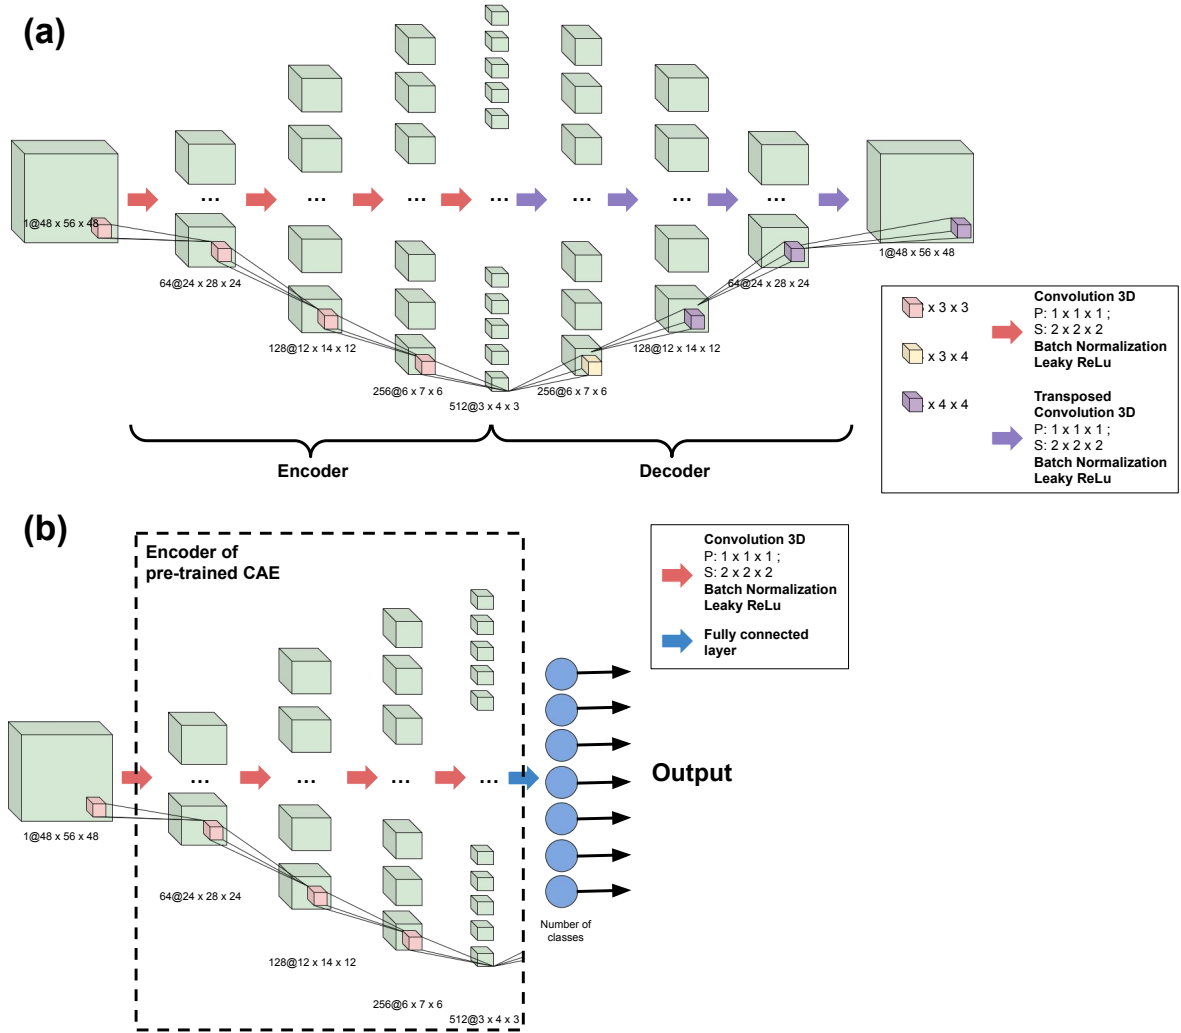 (a)
...
...
...
...
...
...
...
...
1@48 x 56 x 48
1@48 x 56 x 48
64@24 x 28 x 24
64@24 x 28 x 24
128@12 x 14 x 12
128@12 x 14 x 12
256@6 x 7 x 6
256@6 x 7 x 6
512@3 x 4 x 3
Encoder
Decoder
x 3 x 3
x 3 x 4
x 4 x 4
Convolution 3D
P: 1 x 1 x 1 ;
S: 2 x 2 x 2
Batch Normalization
Leaky ReLu
Transposed
Convolution 3D
P: 1 x 1 x 1 ;
S: 2 x 2 x 2
Batch Normalization
Leaky ReLu
(b)
Encoder of
pre-trained CAE
Convolution 3D
P: 1 x 1 x 1 ;
S: 2 x 2 x 2
Batch Normalization
Leaky ReLu
Fully connected
layer
...
...
...
...
Output
1@48 x 56 x 48
64@24 x 28 x 24
128@12 x 14 x 12
256@6 x 7 x 6
512@3 x 4 x 3
Number of
classes